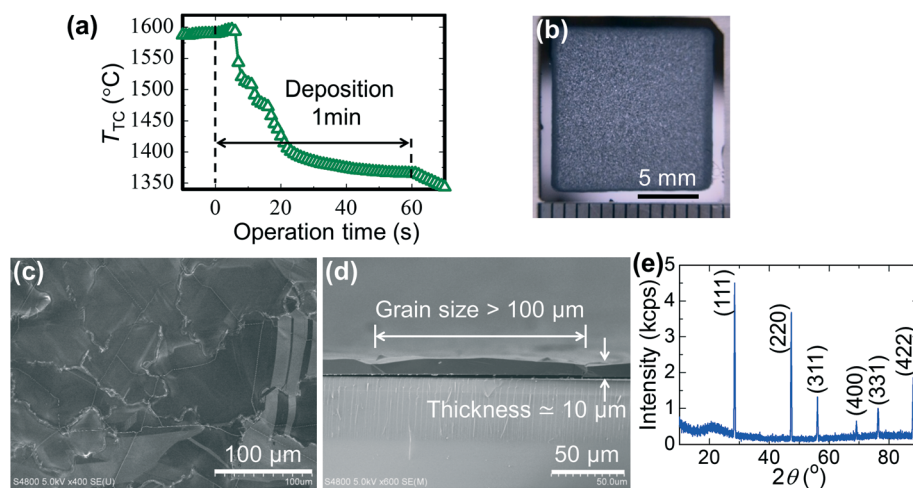 (a)
1600
1550
1500
1450
1400
1350
T_TC (°C)
Deposition
1min
0
20
40
60
Operation time (s)
(b)
5 mm
(c)
100 μm
S4800 5.0kV x400 SE(U)
100um
(d)
Grain size > 100 μm
Thickness ≃ 10 μm
50 μm
S4800 5.0kV x600 SE(M)
50.0um
(e)
5
4
3
2
1
0
Intensity (kcps)
(111)
(220)
(311)
(400)
(331)
(422)
20
40
60
80
2θ (°)